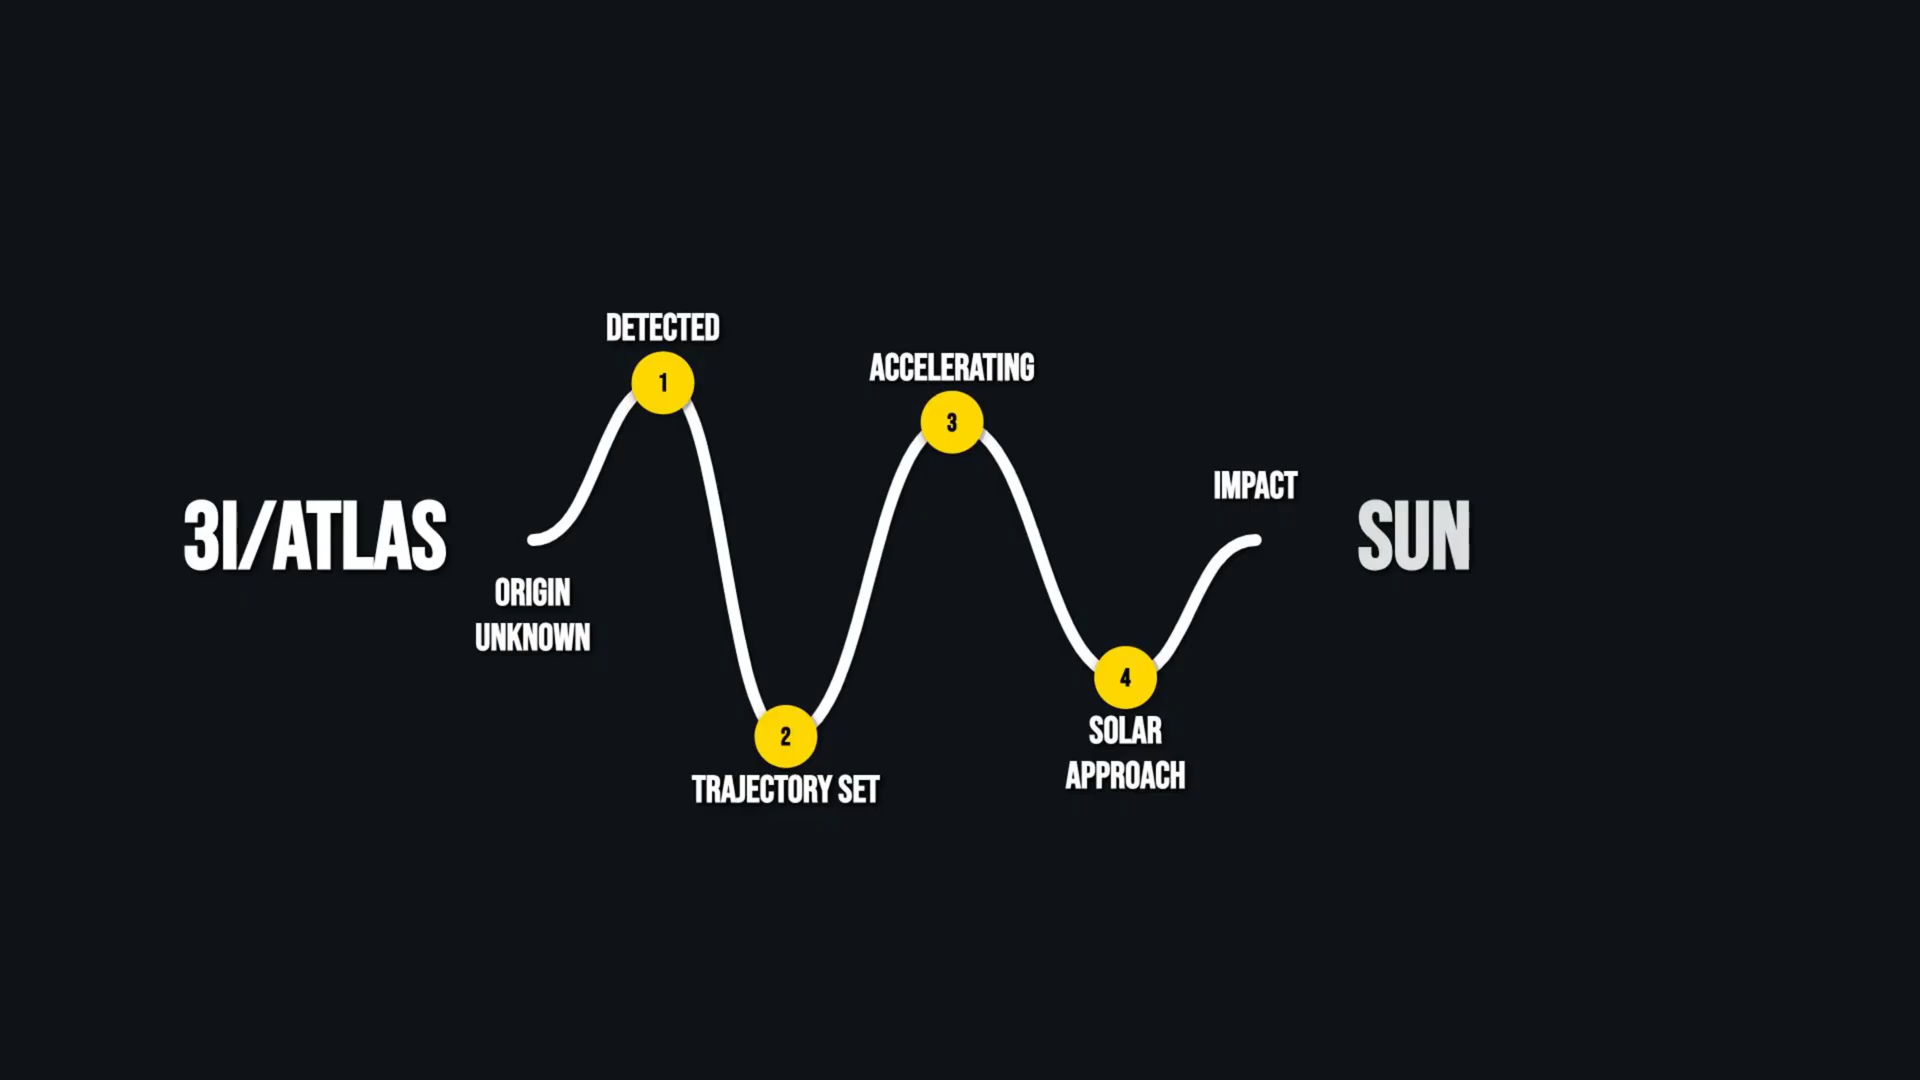 3I/ATLAS
ORIGIN
UNKNOWN
DETECTED
1
2
TRAJECTORY SET
ACCELERATING
3
4
SOLAR
APPROACH
IMPACT
SUN